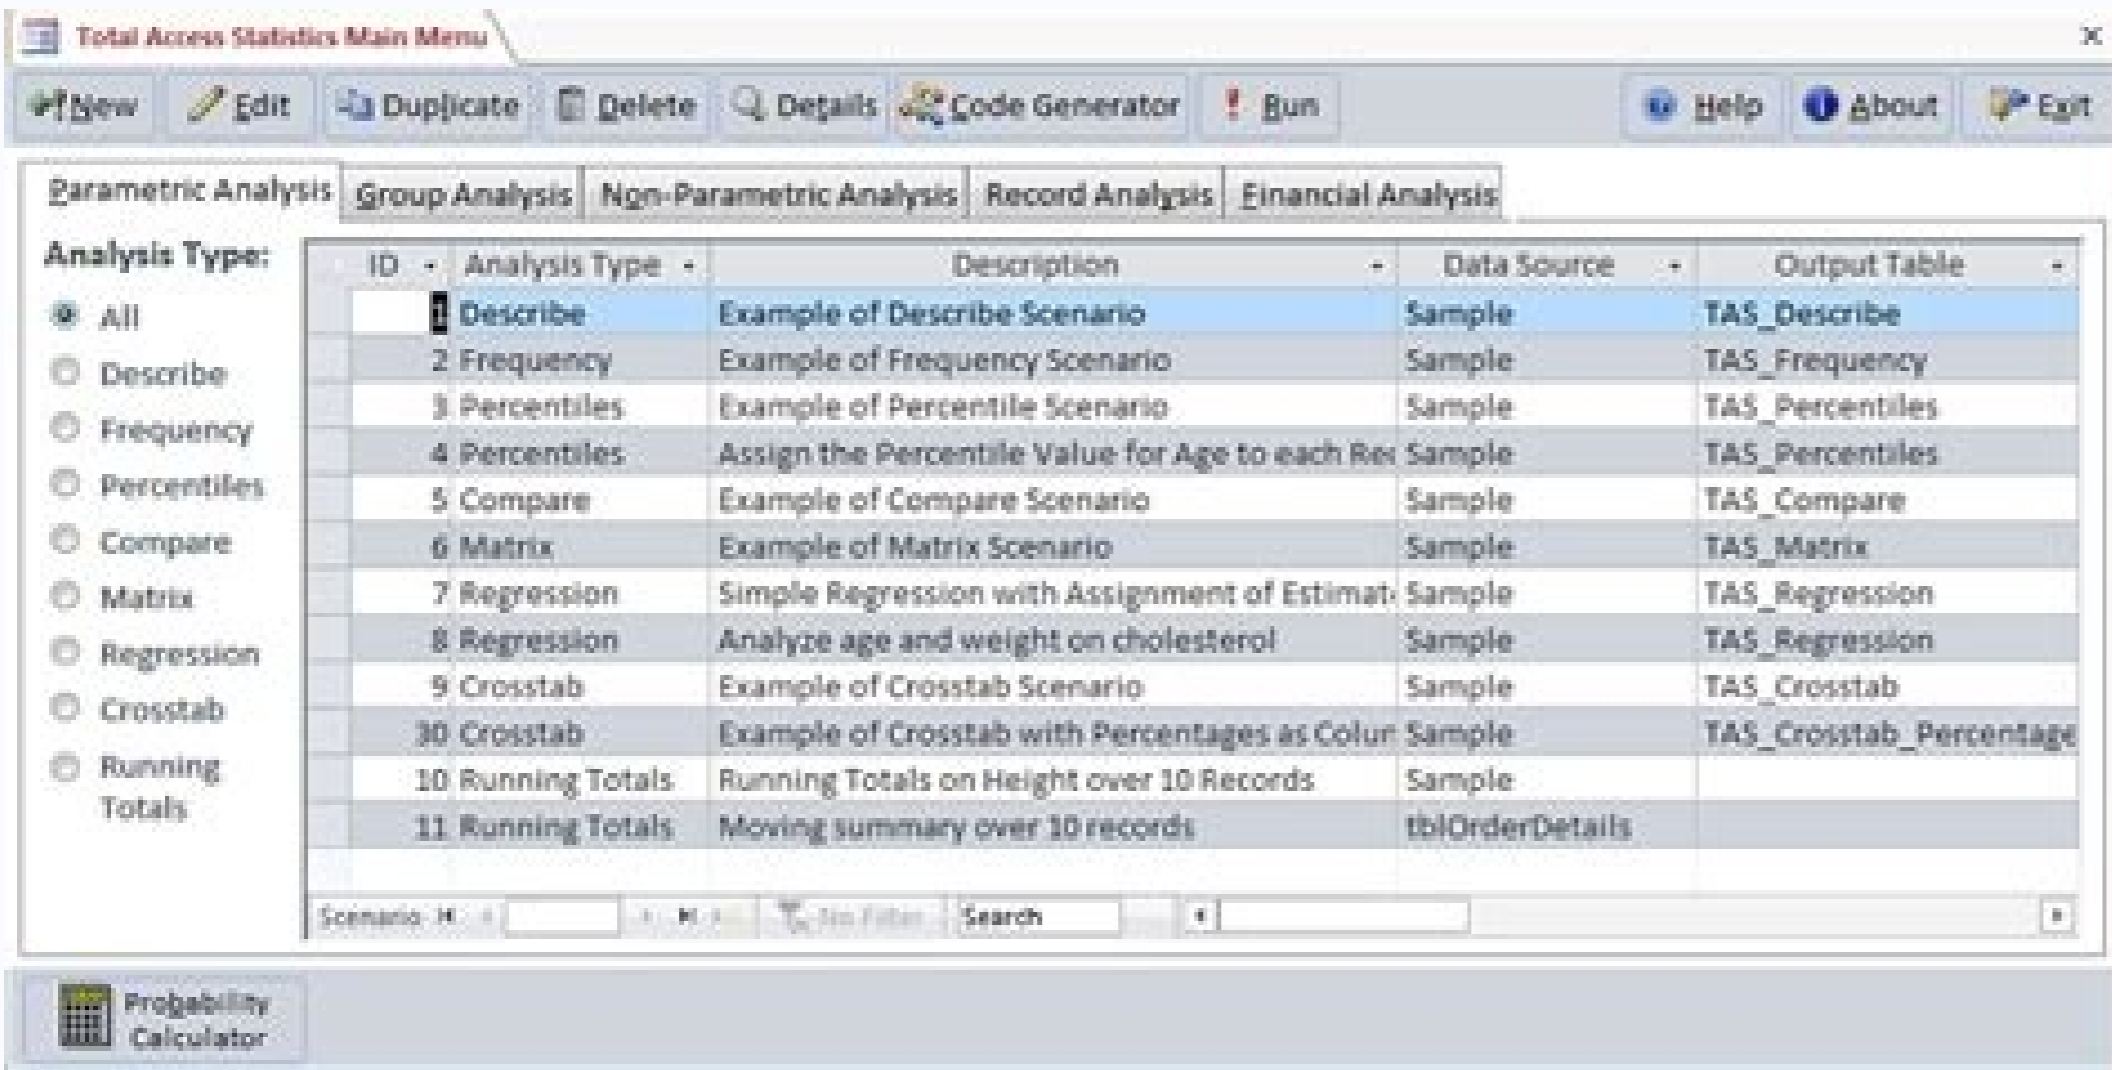 Total Access Statistics Main Menu
New Edit Duplicate Delete Details Code Generator Run Help About Exit
Parametric Analysis Group Analysis Non-Parametric Analysis Record Analysis Financial Analysis
Analysis Type:
All
Describe
Frequency
Percentiles
Compare
Matrix
Regression
Crosstab
Running
Totals
ID Analysis Type Description Data Source Output Table
1 Describe Example of Describe Scenario Sample TAS_Describe
2 Frequency Example of Frequency Scenario Sample TAS_Frequency
3 Percentiles Example of Percentile Scenario Sample TAS_Percentiles
4 Percentiles Assign the Percentile Value for Age to each Rec Sample TAS_Percentiles
5 Compare Example of Compare Scenario Sample TAS_Compare
6 Matrix Example of Matrix Scenario Sample TAS_Matrix
7 Regression Simple Regression with Assignment of Estimat Sample TAS_Regression
8 Regression Analyze age and weight on cholesterol Sample TAS_Regression
9 Crosstab Example of Crosstab Scenario Sample TAS_Crosstab
30 Crosstab Example of Crosstab with Percentages as Colur Sample TAS_Crosstab_Percentage
10 Running Totals Running Totals on Height over 10 Records Sample
11 Running Totals Moving summary over 10 records tblOrderDetails
Scenario No Filter Search
Probability
Calculator